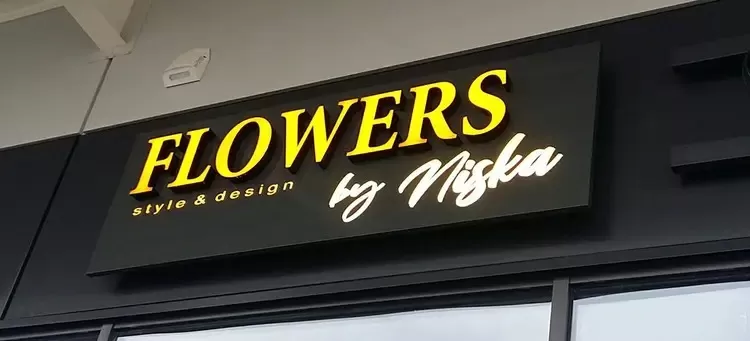 FLOWERS
style & design
by Niska